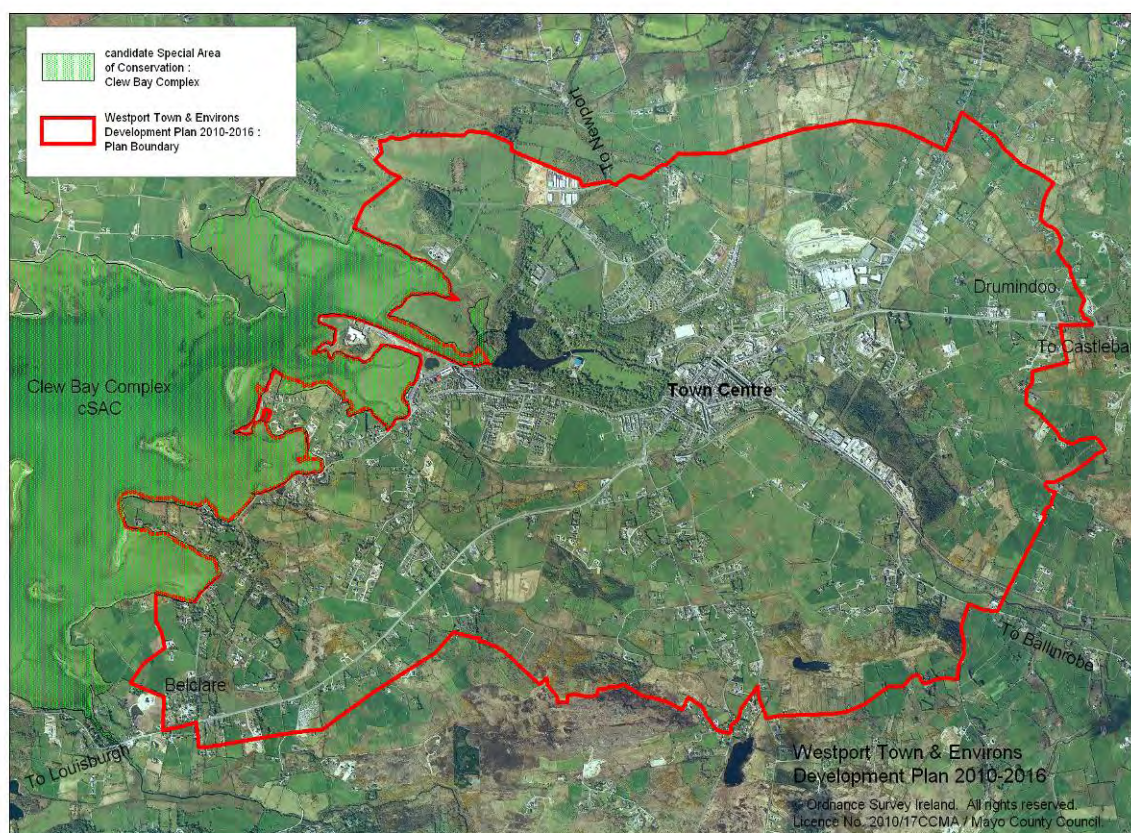 candidate Special Area
of Conservation :
Clew Bay Complex
Westport Town & Environs
Development Plan 2010-2016 :
Plan Boundary
To Newport
Drumindoo
To Castlebar
Clew Bay Complex
cSAC
Town Centre
To Ballinrobe
Belclare
To Louisburgh
Westport Town & Environs
Development Plan 2010-2016
© Ordnance Survey Ireland. All rights reserved.
Licence No. 2010/17CCMA / Mayo County Council.